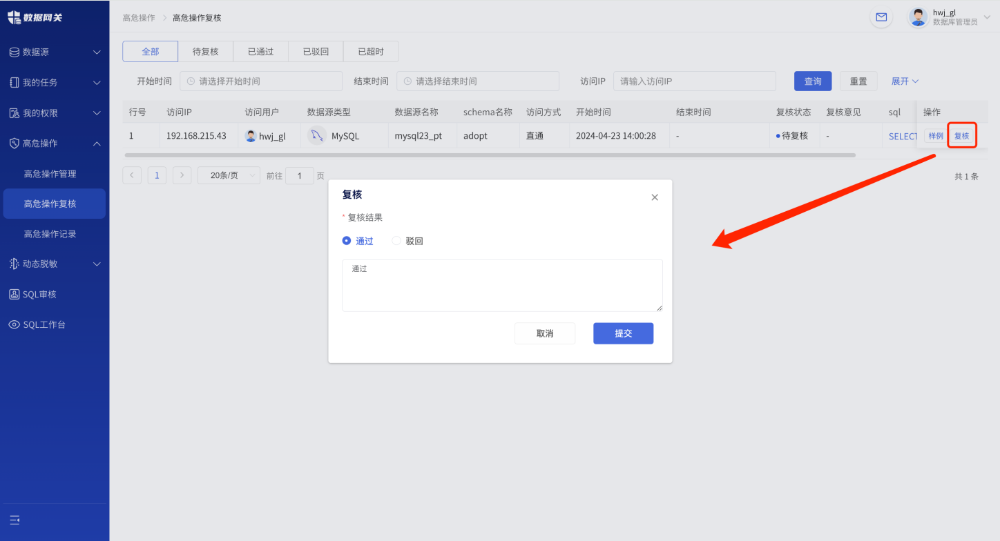 数据网关
高危操作 > 高危操作复核
hwj_gl
数据库管理员
数据源
我的任务
我的权限
高危操作
高危操作管理
高危操作复核
高危操作记录
动态脱敏
SQL审核
SQL工作台
全部 待复核 已通过 已驳回 已超时
开始时间 请选择开始时间 结束时间 请选择结束时间 访问IP 请输入访问IP 查询 重置 展开
行号 访问IP 访问用户 数据源类型 数据源名称 schema名称 访问方式 开始时间 结束时间 复核状态 复核意见 sql 操作
1 192.168.215.43 hwj_gl MySQL mysql23_pt adopt 直通 2024-04-23 14:00:28 - 待复核 - SELECT 样例 复核
< 1 > 20条/页 前往 1 页 共 1 条
复核
* 复核结果
通过 驳回
通过
取消 提交